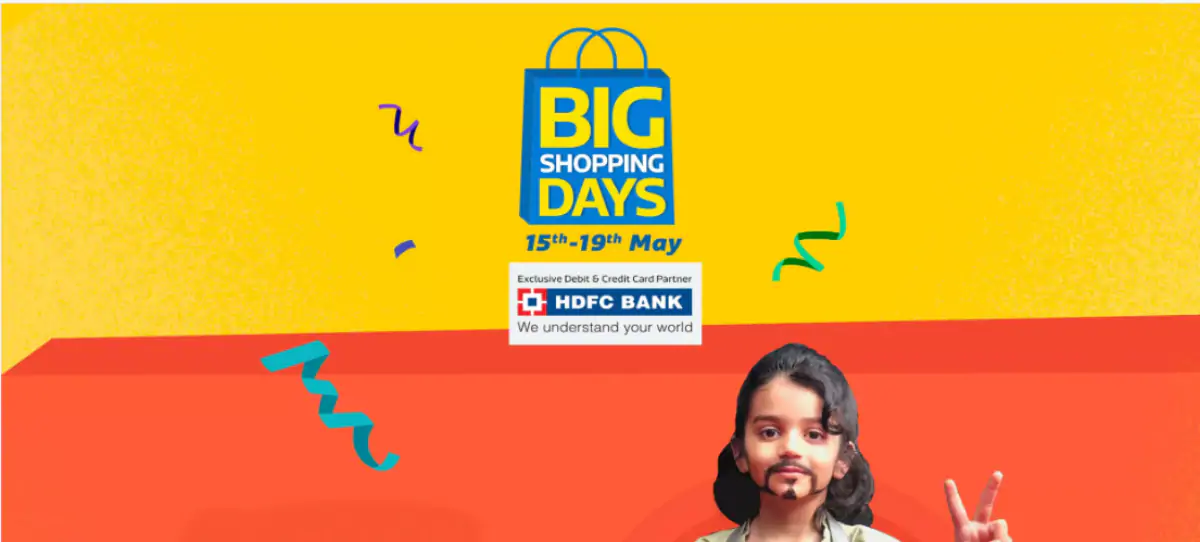 BIG
SHOPPING
DAYS
15th-19th May
Exclusive Debit & Credit Card Partner
HDFC BANK
We understand your world